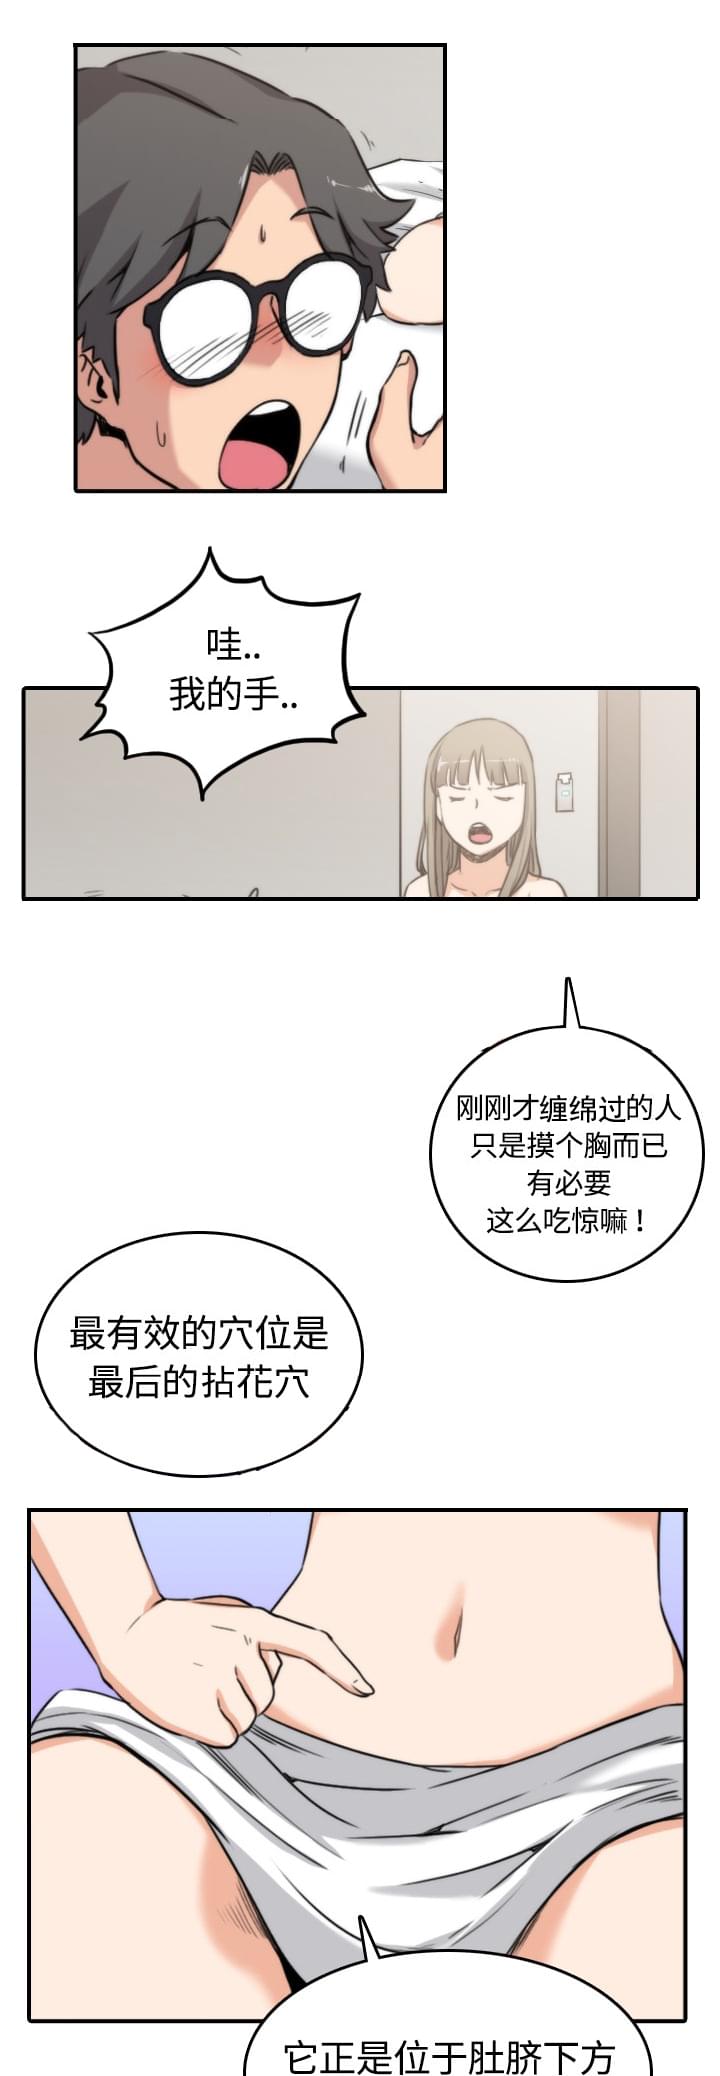 哇..
我的手..
刚刚才缠绵过的人
只是摸个胸而已
有必要
这么吃惊嘛！
最有效的穴位是
最后的拈花穴
它正是位于肚脐下方